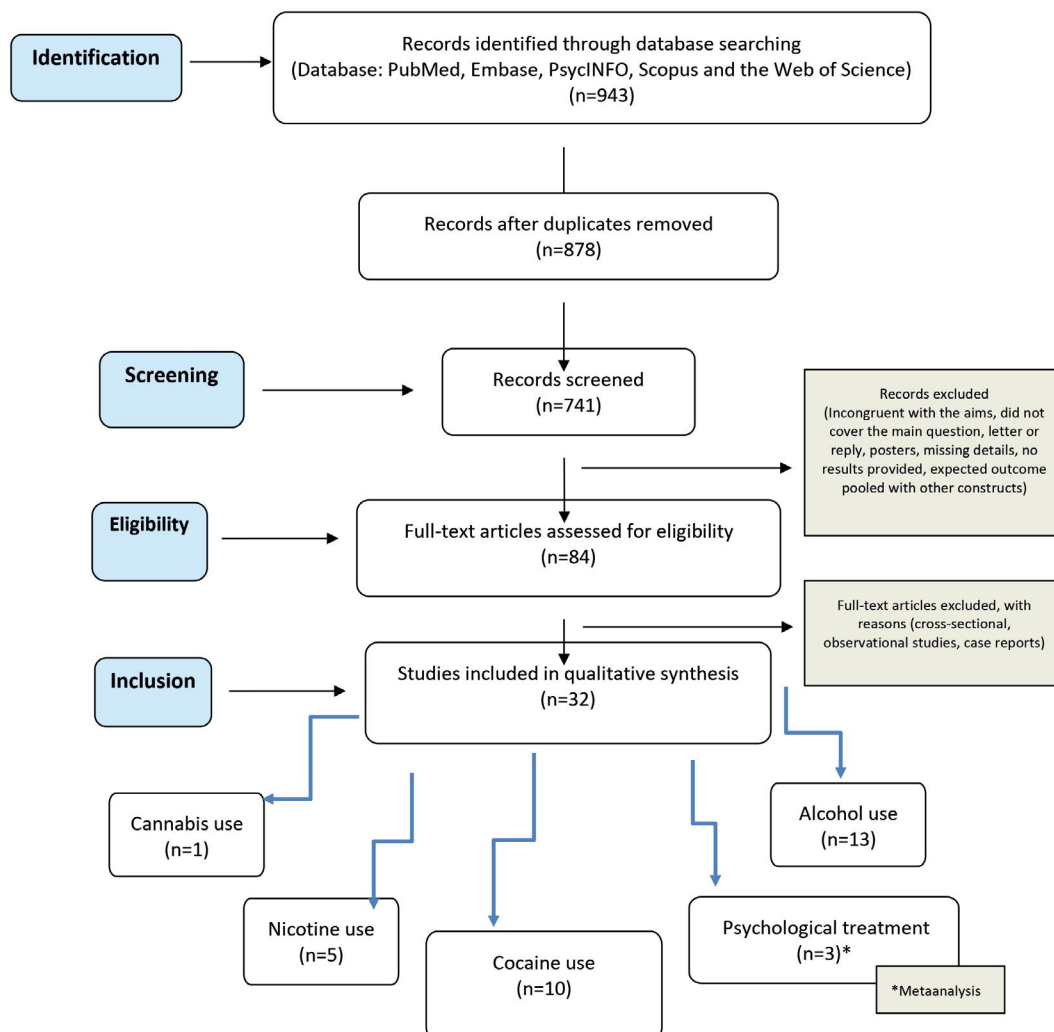 Identification
Records identified through database searching
(Database: PubMed, Embase, PsycINFO, Scopus and the Web of Science)
(n=943)
Records after duplicates removed
(n=878)
Screening
Records screened
(n=741)
Records excluded
(Incongruent with the aims, did not
cover the main question, letter or
reply, posters, missing details, no
results provided, expected outcome
pooled with other constructs)
Eligibility
Full-text articles assessed for eligibility
(n=84)
Full-text articles excluded, with
reasons (cross-sectional,
observational studies, case reports)
Inclusion
Studies included in qualitative synthesis
(n=32)
Cannabis use
(n=1)
Nicotine use
(n=5)
Cocaine use
(n=10)
Psychological treatment
(n=3)*
*Metaanalysis
Alcohol use
(n=13)